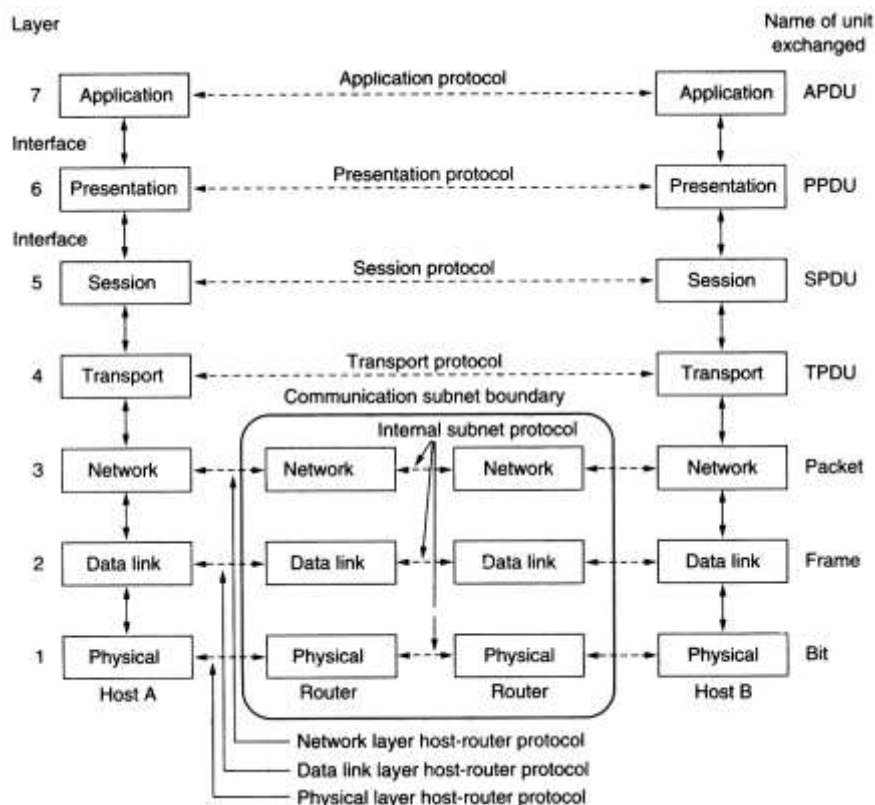 Layer
Name of unit
exchanged
Application protocol
7
Application
Application
APDU
Interface
Presentation protocol
6
Presentation
Presentation
PPDU
Interface
Session protocol
5
Session
Session
SPDU
Transport protocol
4
Transport
Transport
TPDU
Communication subnet boundary
Internal subnet protocol
3
Network
Network
Network
Network
Packet
2
Data link
Data link
Data link
Data link
Frame
1
Physical
Physical
Physical
Physical
Bit
Host A
Router
Router
Host B
Network layer host-router protocol
Data link layer host-router protocol
Physical layer host-router protocol